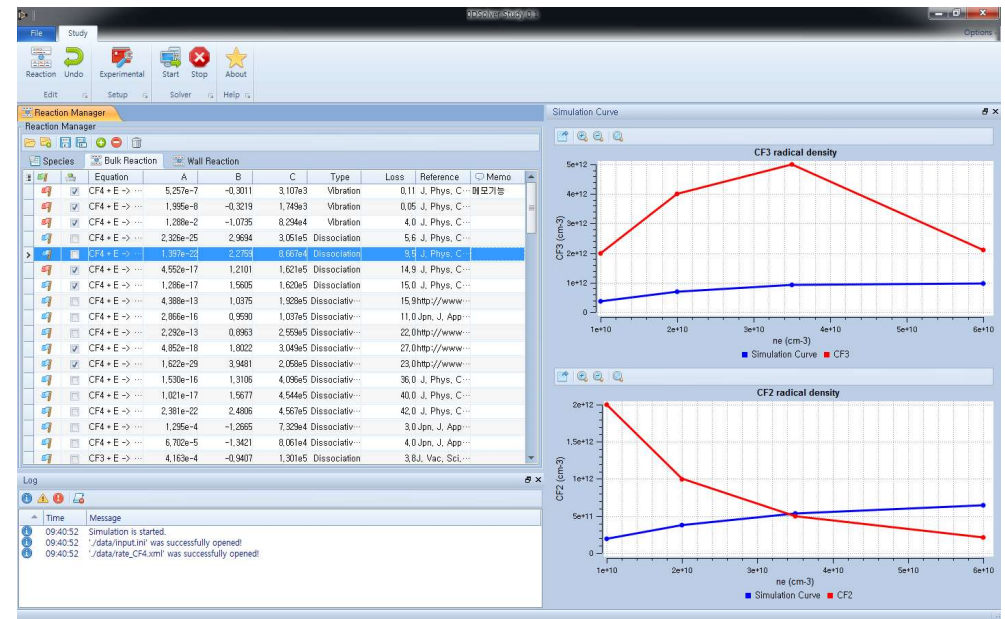 0DSolver Study 0.1
File Study Options
Reaction Undo Experimental Start Stop About
Edit Setup Solver Help
Reaction Manager
Reaction Manager
Species Bulk Reaction Wall Reaction
Equation A B C Type Loss Reference Memo
CF4 + E -> ··· 5,257e-7 -0,3011 3,107e3 Vibration 0,11 J, Phys, C··· 메모기능
CF4 + E -> ··· 1,995e-8 -0,3219 1,749e3 Vibration 0,05 J, Phys, C···
CF4 + E -> ··· 1,288e-2 -1,0735 8,294e4 Vibration 4,0 J, Phys, C···
CF4 + E -> ··· 2,326e-25 2,9694 3,051e5 Dissociation 5,6 J, Phys, C···
CF4 + E -> ··· 1,397e-22 2,2759 8,667e4 Dissociation 9,5 J, Phys, C···
CF4 + E -> ··· 4,552e-17 1,2101 1,621e5 Dissociation 14,9 J, Phys, C···
CF4 + E -> ··· 1,286e-17 1,5605 1,620e5 Dissociation 15,0 J, Phys, C···
CF4 + E -> ··· 4,388e-13 1,0375 1,928e5 Dissociativ··· 15,9 http://www···
CF4 + E -> ··· 2,866e-16 0,9590 1,037e5 Dissociativ··· 11,0 Jpn, J, App···
CF4 + E -> ··· 2,292e-13 0,8963 2,559e5 Dissociativ··· 22,0 http://www···
CF4 + E -> ··· 4,852e-18 1,8022 3,049e5 Dissociativ··· 27,0 http://www···
CF4 + E -> ··· 1,622e-29 3,9481 2,058e5 Dissociativ··· 23,0 http://www···
CF4 + E -> ··· 1,530e-16 1,3106 4,096e5 Dissociativ··· 36,0 J, Phys, C···
CF4 + E -> ··· 1,021e-17 1,5677 4,544e5 Dissociativ··· 40,0 J, Phys, C···
CF4 + E -> ··· 2,381e-22 2,4806 4,567e5 Dissociativ··· 42,0 J, Phys, C···
CF4 + E -> ··· 1,295e-4 -1,2665 7,329e4 Dissociativ··· 3,0 Jpn, J, App···
CF4 + E -> ··· 6,702e-5 -1,3421 8,061e4 Dissociativ··· 4,0 Jpn, J, App···
CF3 + E -> ··· 4,163e-4 -0,9407 1,301e5 Dissociation 3,8 J, Vac, Sci,···
Log
Time Message
09:40:52 Simulation is started.
09:40:52 './data/input.ini' was successfully opened!
09:40:52 './data/rate_CF4.xml' was successfully opened!
Simulation Curve
CF3 radical density
CF3 (cm-3)
5e+12
4e+12
3e+12
2e+12
1e+12
0
1e+10 2e+10 3e+10 4e+10 5e+10 6e+10
ne (cm-3)
Simulation Curve CF3
CF2 radical density
CF2 (cm-3)
2e+12
1,5e+12
1e+12
5e+11
0
1e+10 2e+10 3e+10 4e+10 5e+10 6e+10
ne (cm-3)
Simulation Curve CF2